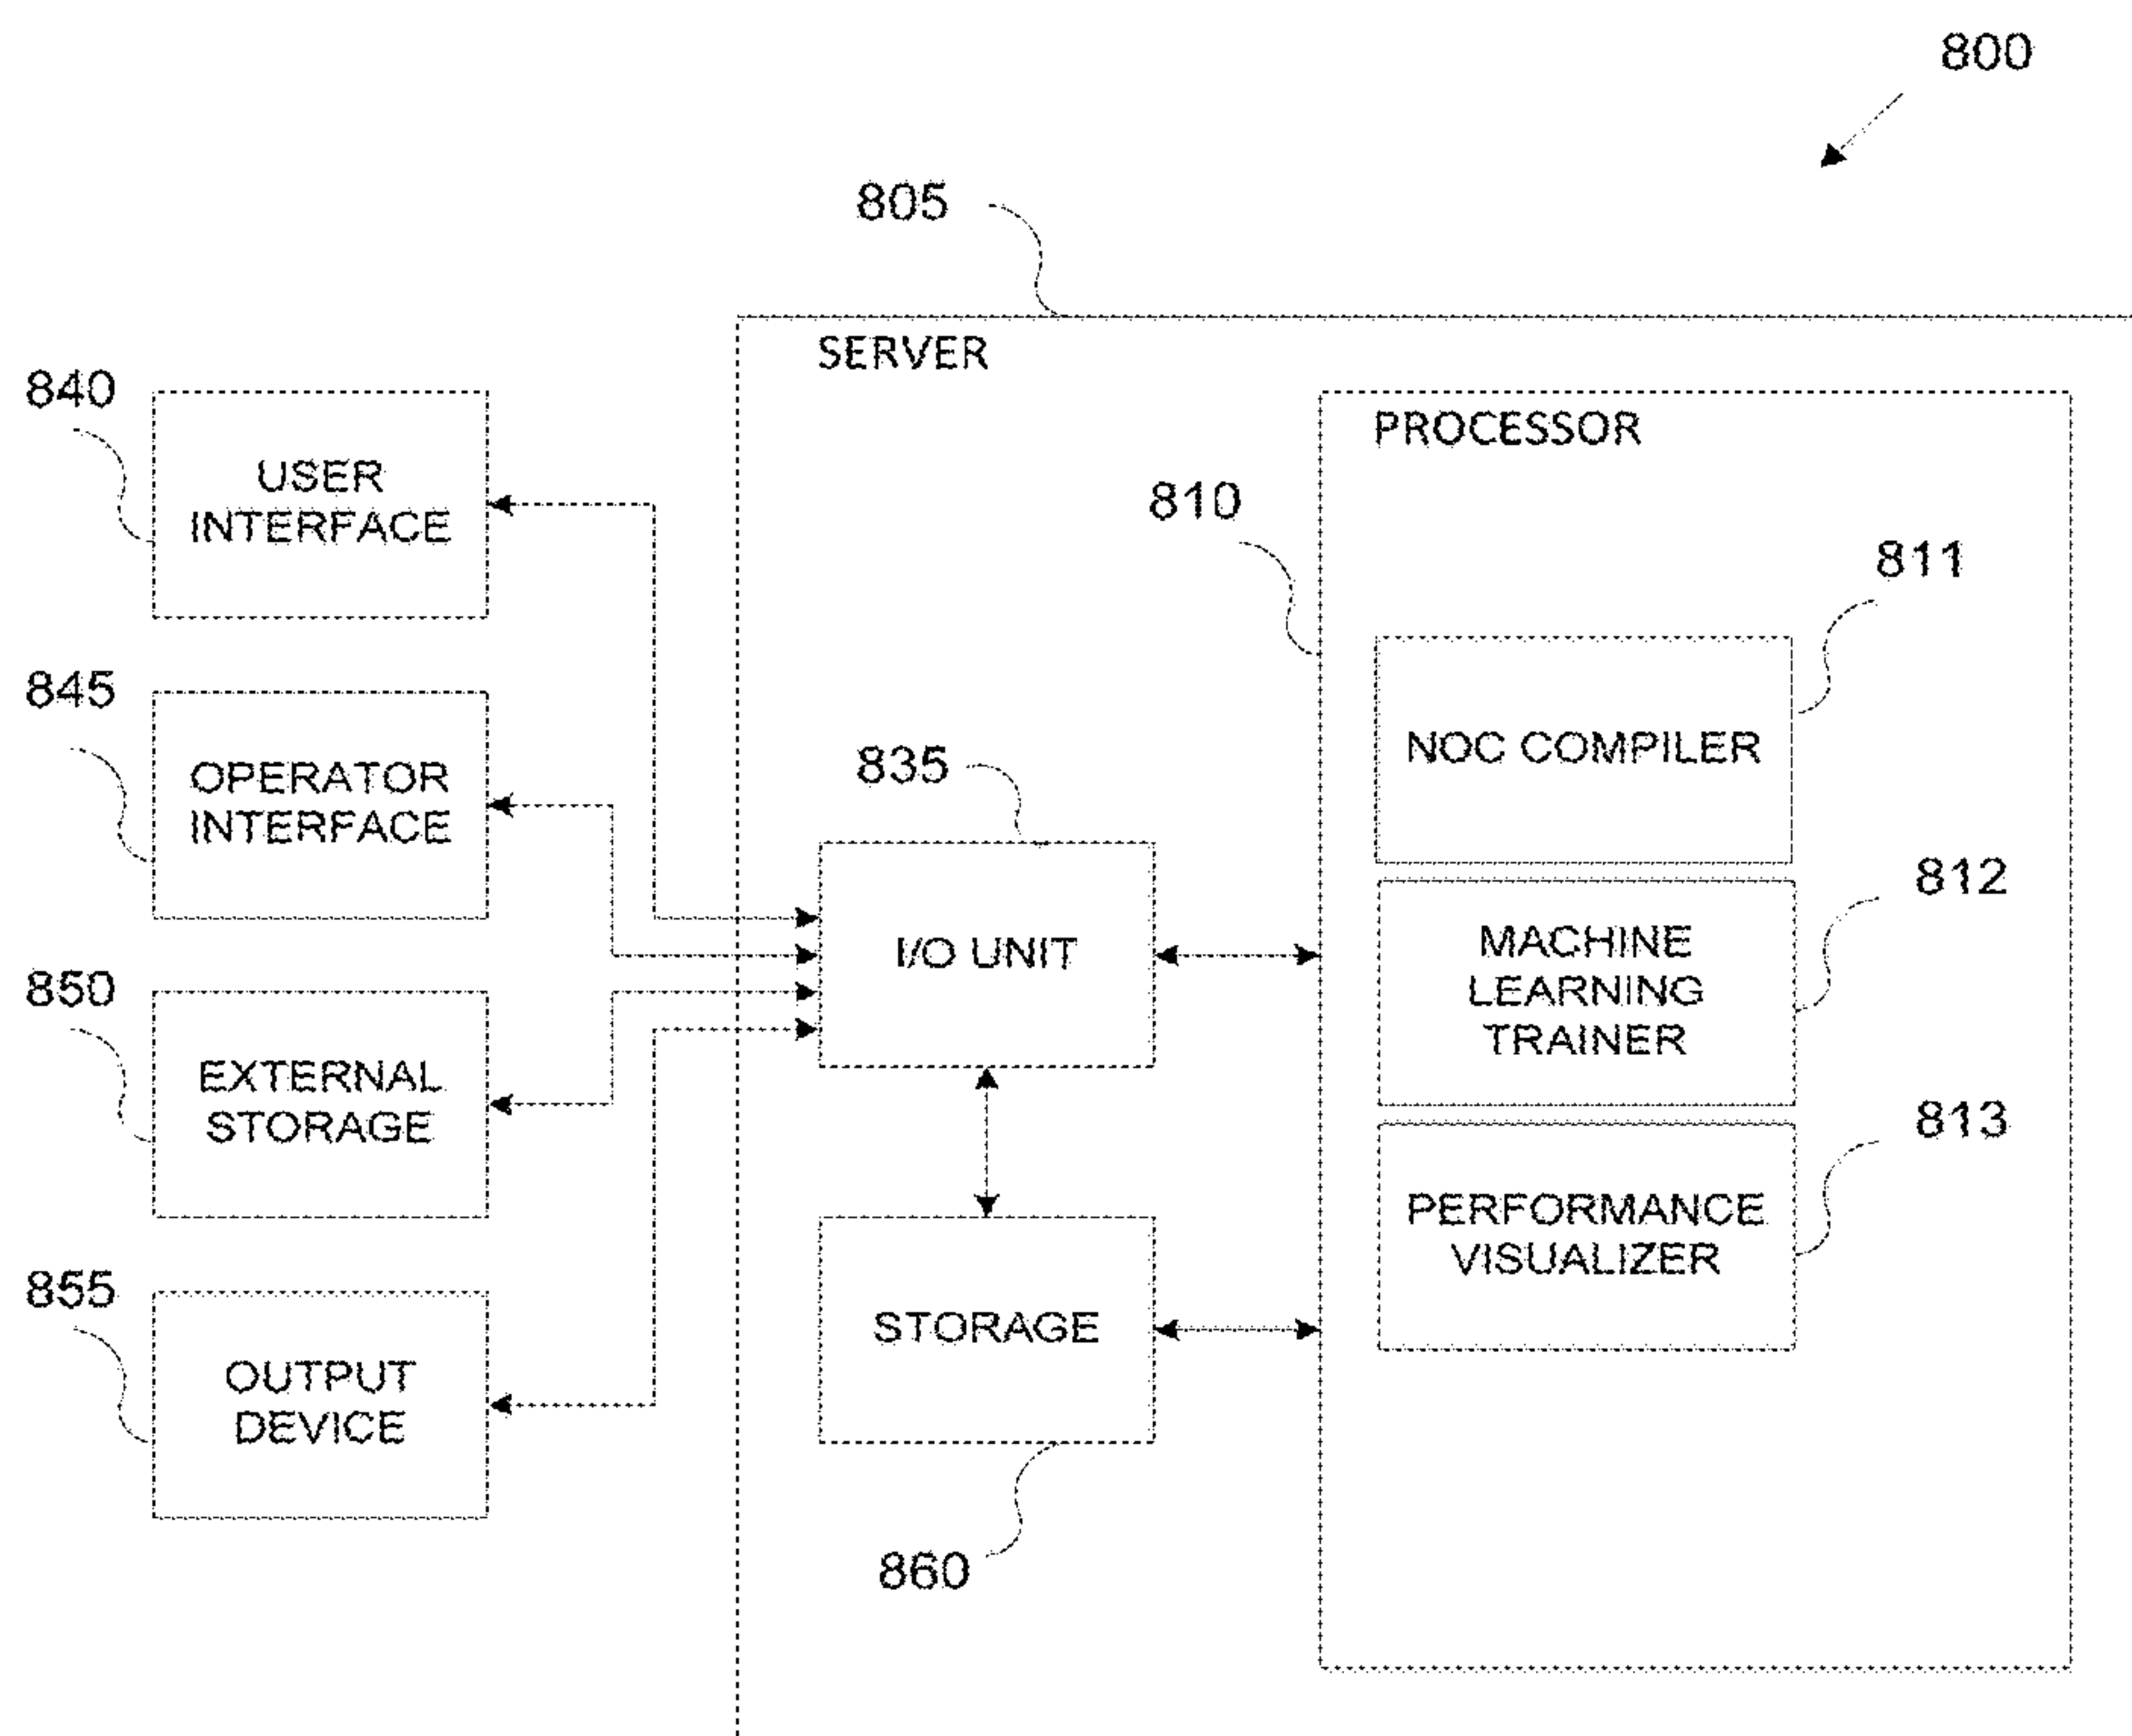 800
805
SERVER
840
USER
INTERFACE
PROCESSOR
810
811
NOC COMPILER
845
OPERATOR
INTERFACE
835
I/O UNIT
812
MACHINE
LEARNING
TRAINER
850
EXTERNAL
STORAGE
813
PERFORMANCE
VISUALIZER
855
OUTPUT
DEVICE
STORAGE
860